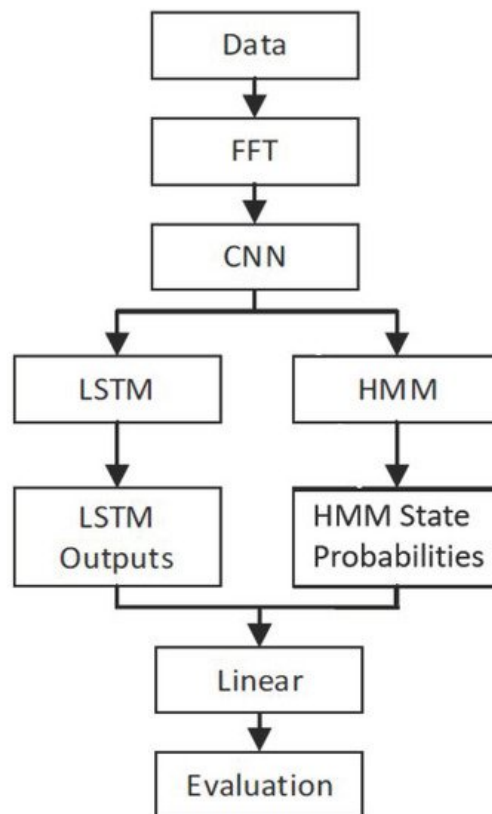 Data
FFT
CNN
LSTM
HMM
LSTM
Outputs
HMM State
Probabilities
Linear
Evaluation